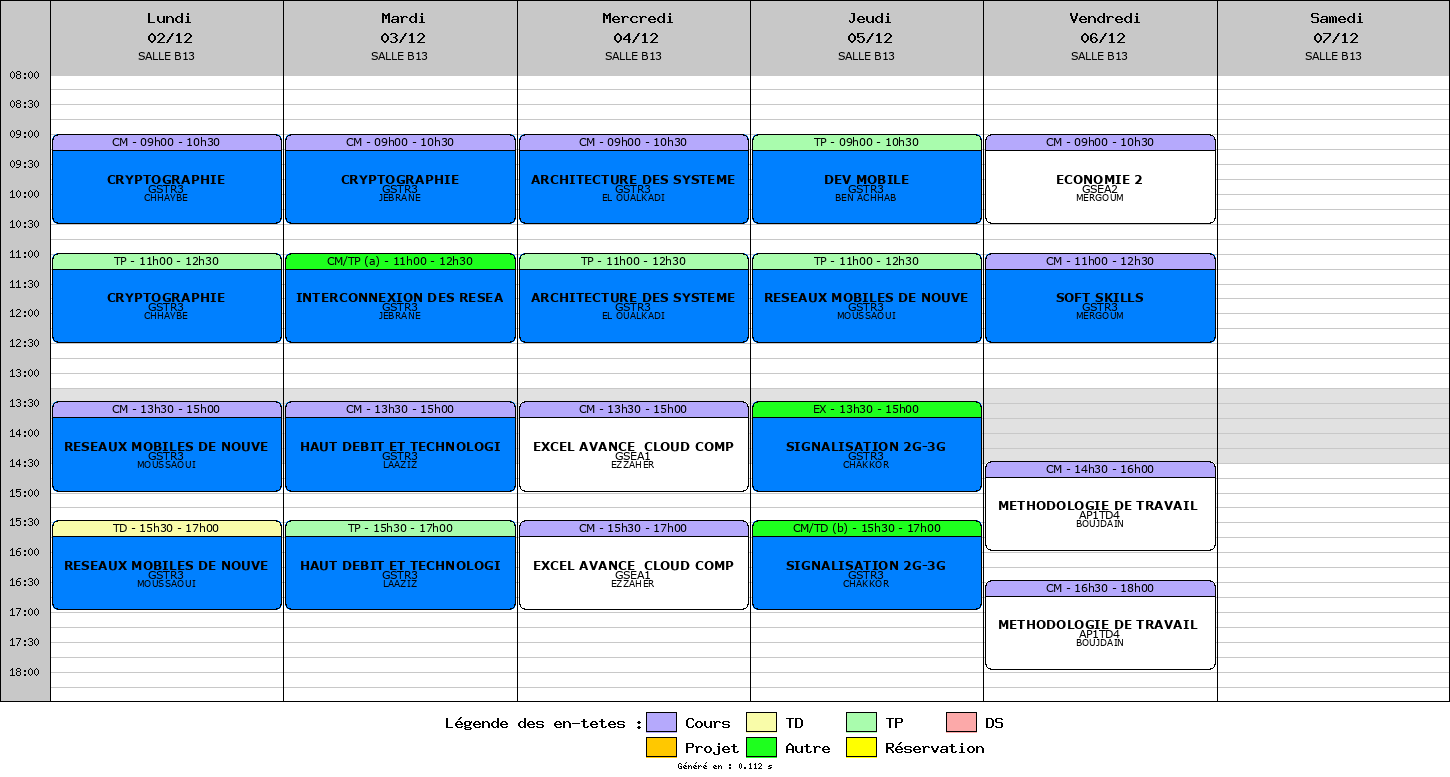 Lundi
02/12
SALLE B13
Mardi
03/12
SALLE B13
Mercredi
04/12
SALLE B13
Jeudi
05/12
SALLE B13
Vendredi
06/12
SALLE B13
Samedi
07/12
SALLE B13
08:00
08:30
09:00
09:30
10:00
10:30
11:00
11:30
12:00
12:30
13:00
13:30
14:00
14:30
15:00
15:30
16:00
16:30
17:00
17:30
18:00
CM - 09h00 - 10h30
CRYPTOGRAPHIE
GSTR3
CHHAYBE
TP - 11h00 - 12h30
CRYPTOGRAPHIE
GSTR3
CHHAYBE
CM - 13h30 - 15h00
RESEAUX MOBILES DE NOUVE
GSTR3
MOUSSAOUI
TD - 15h30 - 17h00
RESEAUX MOBILES DE NOUVE
GSTR3
MOUSSAOUI
CM - 09h00 - 10h30
CRYPTOGRAPHIE
GSTR3
JEBRANE
CM/TP (a) - 11h00 - 12h30
INTERCONNEXION DES RESEA
GSTR3
JEBRANE
CM - 13h30 - 15h00
HAUT DEBIT ET TECHNOLOGI
GSTR3
LAAZIZ
TP - 15h30 - 17h00
HAUT DEBIT ET TECHNOLOGI
GSTR3
LAAZIZ
CM - 09h00 - 10h30
ARCHITECTURE DES SYSTEME
GSTR3
EL OUALKADI
TP - 11h00 - 12h30
ARCHITECTURE DES SYSTEME
GSTR3
EL OUALKADI
CM - 13h30 - 15h00
EXCEL AVANCE CLOUD COMP
GSEA1
EZZAHER
CM - 15h30 - 17h00
EXCEL AVANCE CLOUD COMP
GSEA1
EZZAHER
TP - 09h00 - 10h30
DEV MOBILE
GSTR3
BEN ACHHAB
TP - 11h00 - 12h30
RESEAUX MOBILES DE NOUVE
GSTR3
MOUSSAOUI
EX - 13h30 - 15h00
SIGNALISATION 2G-3G
GSTR3
CHAKKOR
CM/TD (b) - 15h30 - 17h00
SIGNALISATION 2G-3G
GSTR3
CHAKKOR
CM - 09h00 - 10h30
ECONOMIE 2
GSEA2
MERGOUM
CM - 11h00 - 12h30
SOFT SKILLS
GSTR3
MERGOUM
CM - 14h30 - 16h00
METHODOLOGIE DE TRAVAIL
AP1TD4
BOUJDAIN
CM - 16h30 - 18h00
METHODOLOGIE DE TRAVAIL
AP1TD4
BOUJDAIN
Légende des en-tetes : Cours TD TP DS
Projet Autre Réservation
Généré en : 0.112 s